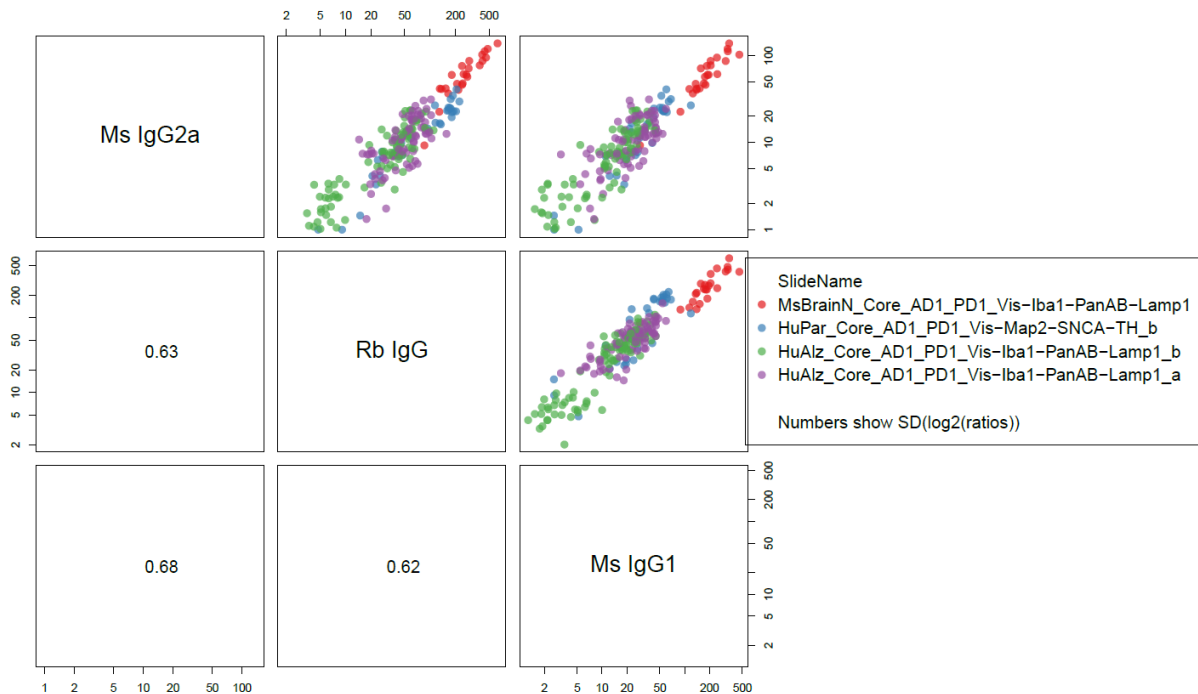 2 5 10 20 50 200 500
Ms IgG2a
100
50
20
10
5
2
1
500
200
50
20
10
5
2
0.63
Rb IgG
SlideName
MsBrainN_Core_AD1_PD1_Vis−Iba1−PanAB−Lamp1
HuPar_Core_AD1_PD1_Vis−Map2−SNCA−TH_b
HuAlz_Core_AD1_PD1_Vis−Iba1−PanAB−Lamp1_b
HuAlz_Core_AD1_PD1_Vis−Iba1−PanAB−Lamp1_a
Numbers show SD(log2(ratios))
0.68
0.62
Ms IgG1
500
200
50
20
10
5
2
1 2 5 10 20 50 100
2 5 10 20 50 200 500